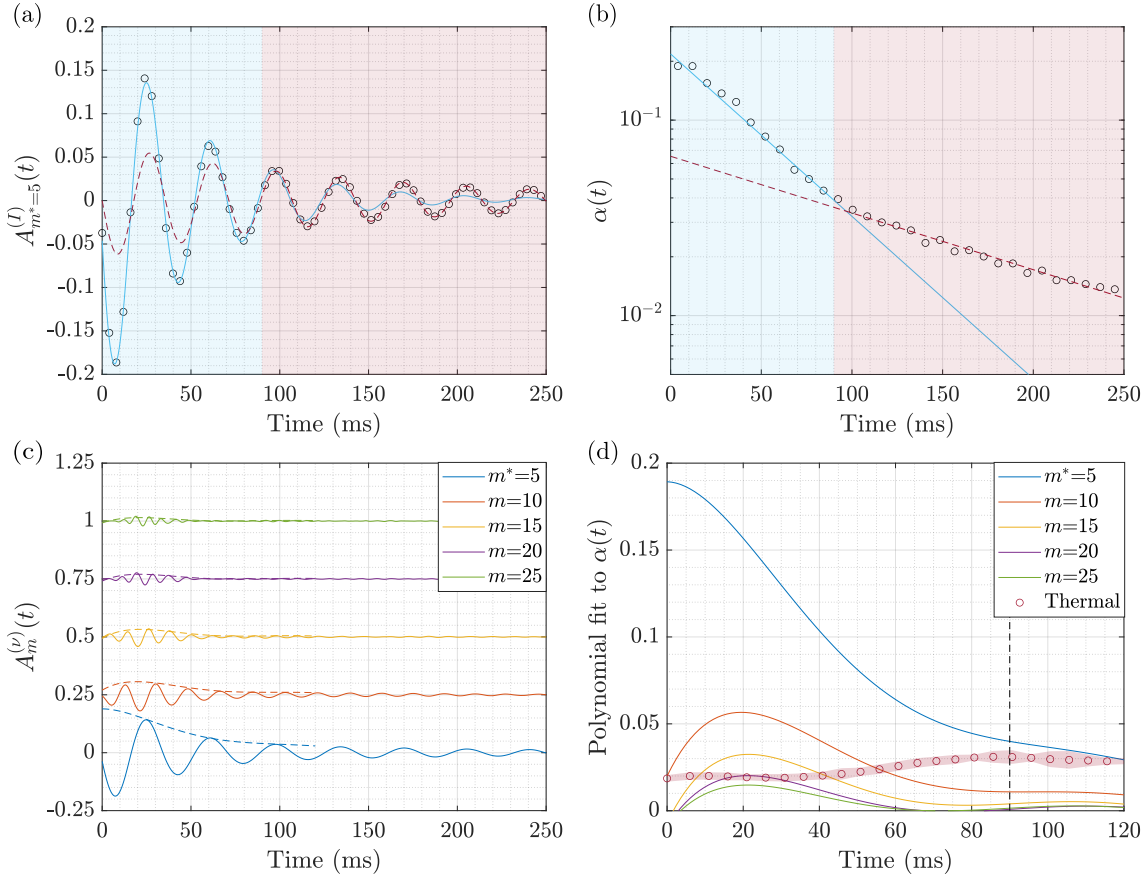 (a)
0.2
0.15
0.1
0.05
0
-0.05
-0.1
-0.15
-0.2
A_{m^*=5}^{(I)}(t)
0 50 100 150 200 250
Time (ms)
(b)
10^{-1}
10^{-2}
α(t)
0 50 100 150 200 250
Time (ms)
(c)
1.25
1
0.75
0.5
0.25
0
-0.25
A_m^{(ν)}(t)
m^*=5
m=10
m=15
m=20
m=25
0 50 100 150 200 250
Time (ms)
(d)
0.2
0.15
0.1
0.05
0
Polynomial fit to α(t)
m^*=5
m=10
m=15
m=20
m=25
Thermal
0 20 40 60 80 100 120
Time (ms)